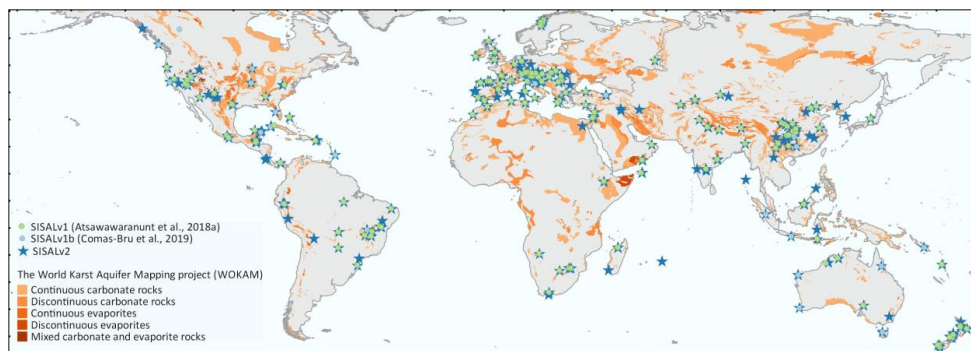 SISALv1 (Atsawawaranunt et al., 2018a)
SISALv1b (Comas-Bru et al., 2019)
SISALv2
The World Karst Aquifer Mapping project (WOKAM)
Continuous carbonate rocks
Discontinuous carbonate rocks
Continuous evaporites
Discontinuous evaporites
Mixed carbonate and evaporite rocks